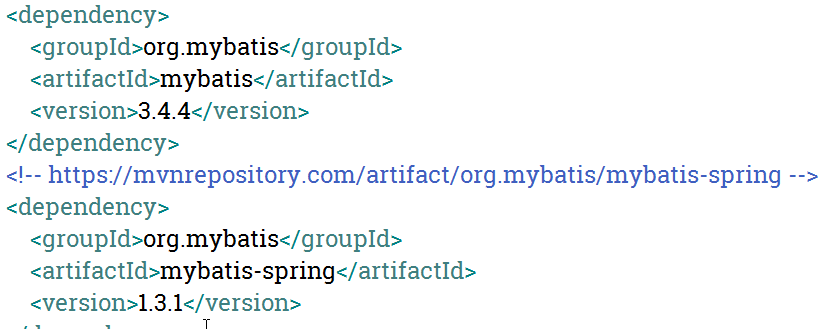 <dependency>
<groupId>org.mybatis</groupId>
<artifactId>mybatis</artifactId>
<version>3.4.4</version>
</dependency>
<!-- https://mvnrepository.com/artifact/org.mybatis/mybatis-spring -->
<dependency>
<groupId>org.mybatis</groupId>
<artifactId>mybatis-spring</artifactId>
<version>1.3.1</version>